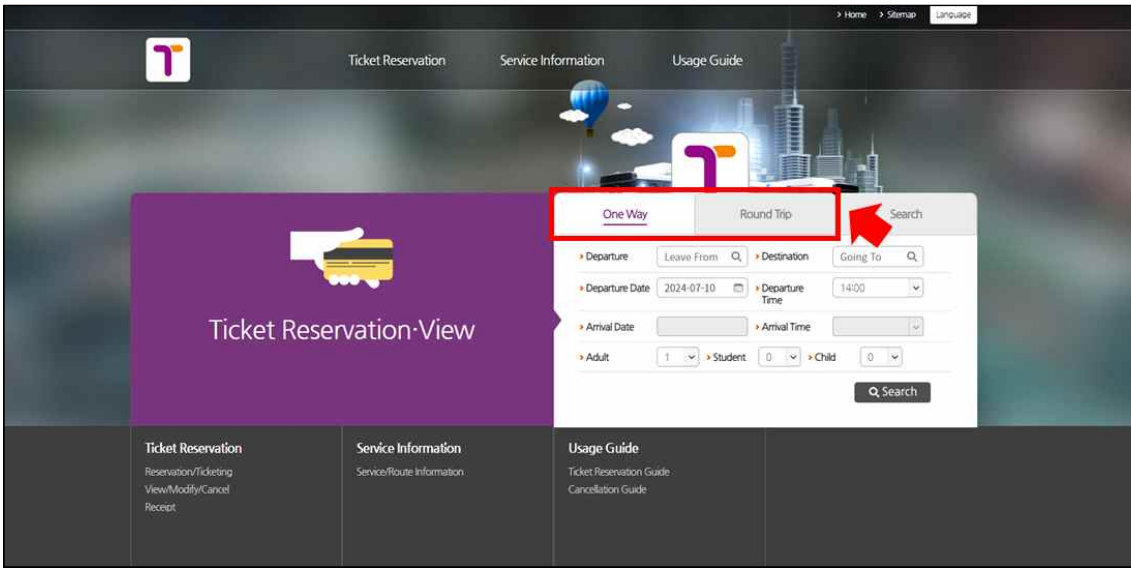 Home
Sitemap
Language
Ticket Reservation
Service Information
Usage Guide
One Way
Round Trip
Search
Departure
Leave From
Destination
Going To
Departure Date
2024-07-10
Departure
Time
14:00
Arrival Date
Arrival Time
Adult
1
Student
0
Child
0
Search
Ticket Reservation·View
Ticket Reservation
Reservation/Ticketing
View/Modify/Cancel
Receipt
Service Information
Service/Route Information
Usage Guide
Ticket Reservation Guide
Cancellation Guide